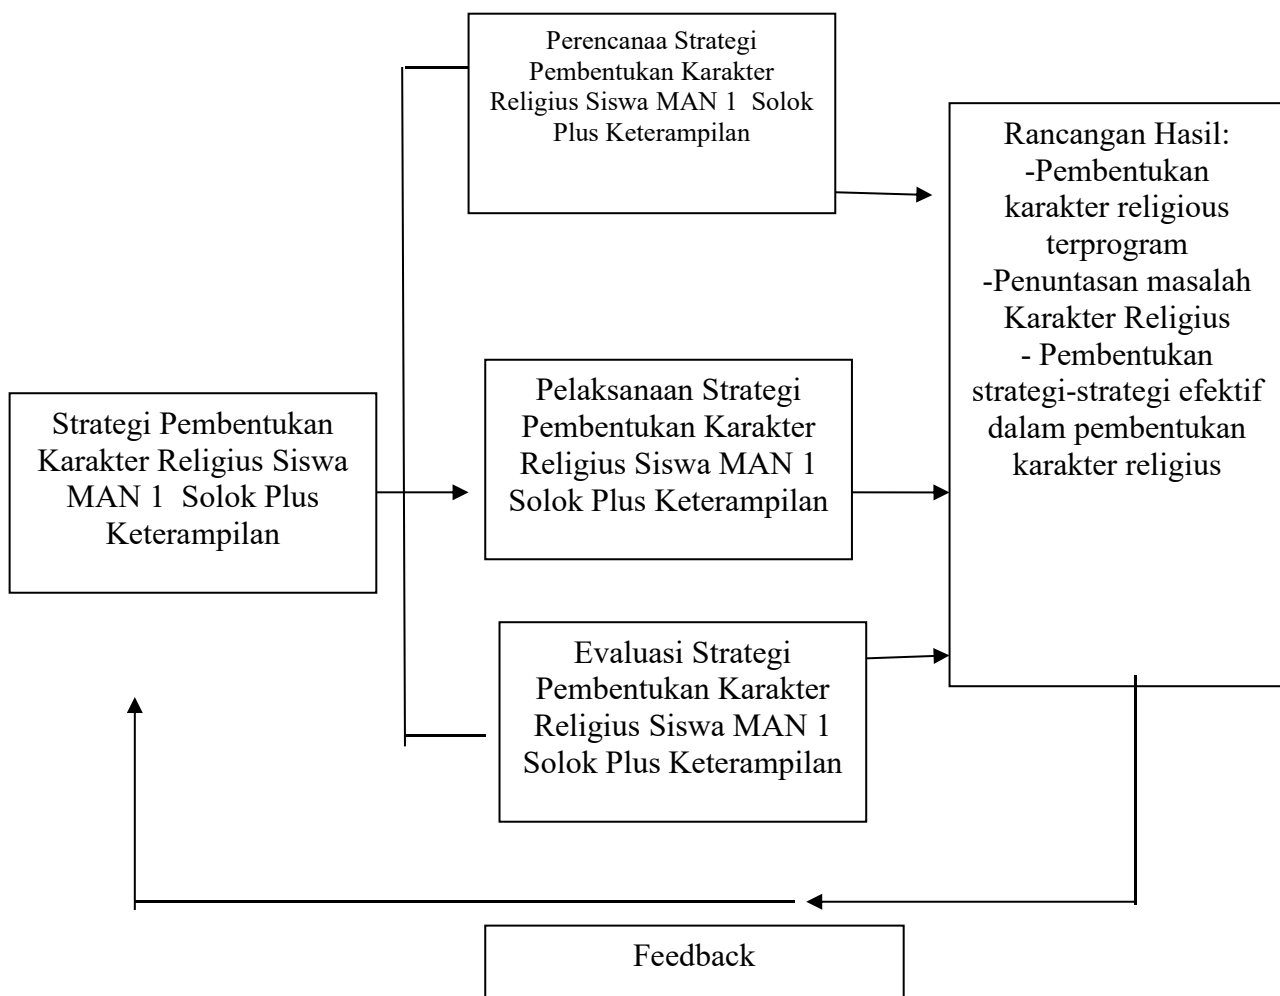 Perencanaa Strategi
Pembentukan Karakter
Religius Siswa MAN 1  Solok
Plus Keterampilan
Rancangan Hasil:
-Pembentukan
karakter religious
terprogram
-Penuntasan masalah
Karakter Religius
- Pembentukan
strategi-strategi efektif
dalam pembentukan
karakter religius
Strategi Pembentukan
Karakter Religius Siswa
MAN 1  Solok Plus
Keterampilan
Pelaksanaan Strategi
Pembentukan Karakter
Religius Siswa MAN 1
Solok Plus Keterampilan
Evaluasi Strategi
Pembentukan Karakter
Religius Siswa MAN 1
Solok Plus Keterampilan
Feedback